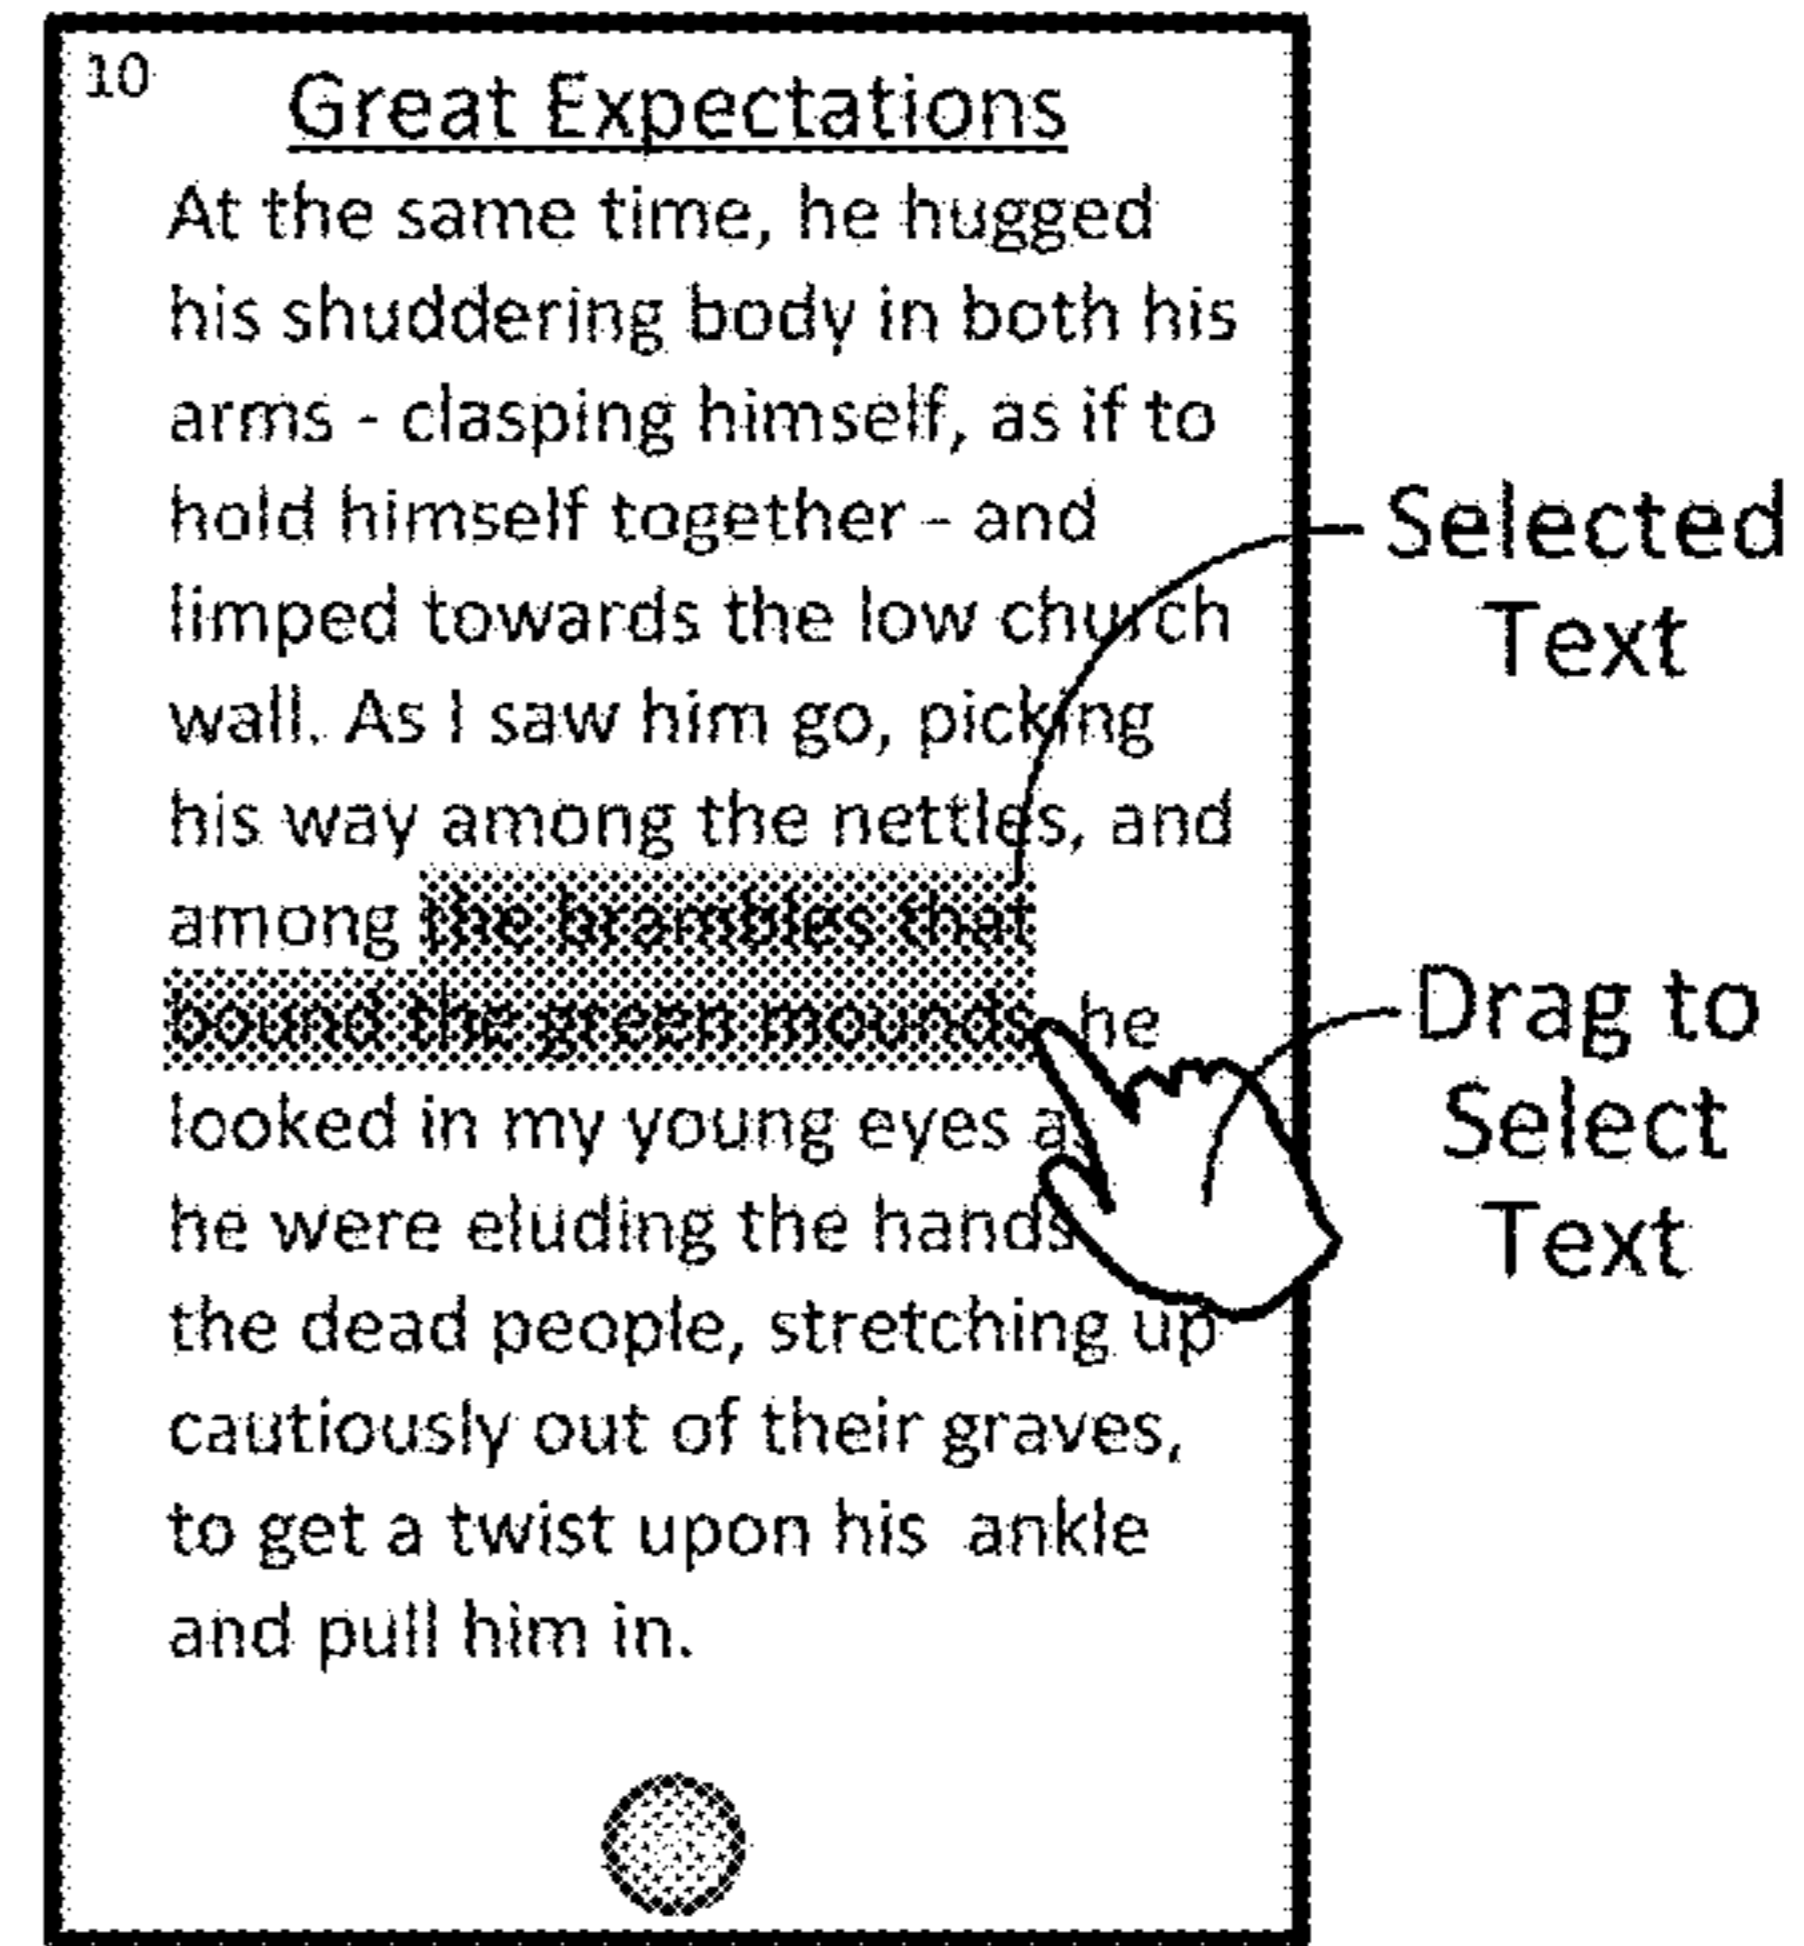 10
Great Expectations
At the same time, he hugged
his shuddering body in both his
arms - clasping himself, as if to
hold himself together - and
limped towards the low church
wall. As I saw him go, picking
his way among the nettles, and
among the brambles that
bound the green mounds, he
looked in my young eyes
he were eluding the hands
the dead people, stretching up
cautiously out of their graves,
to get a twist upon his ankle
and pull him in.
Selected
Text
Drag to
Select
Text